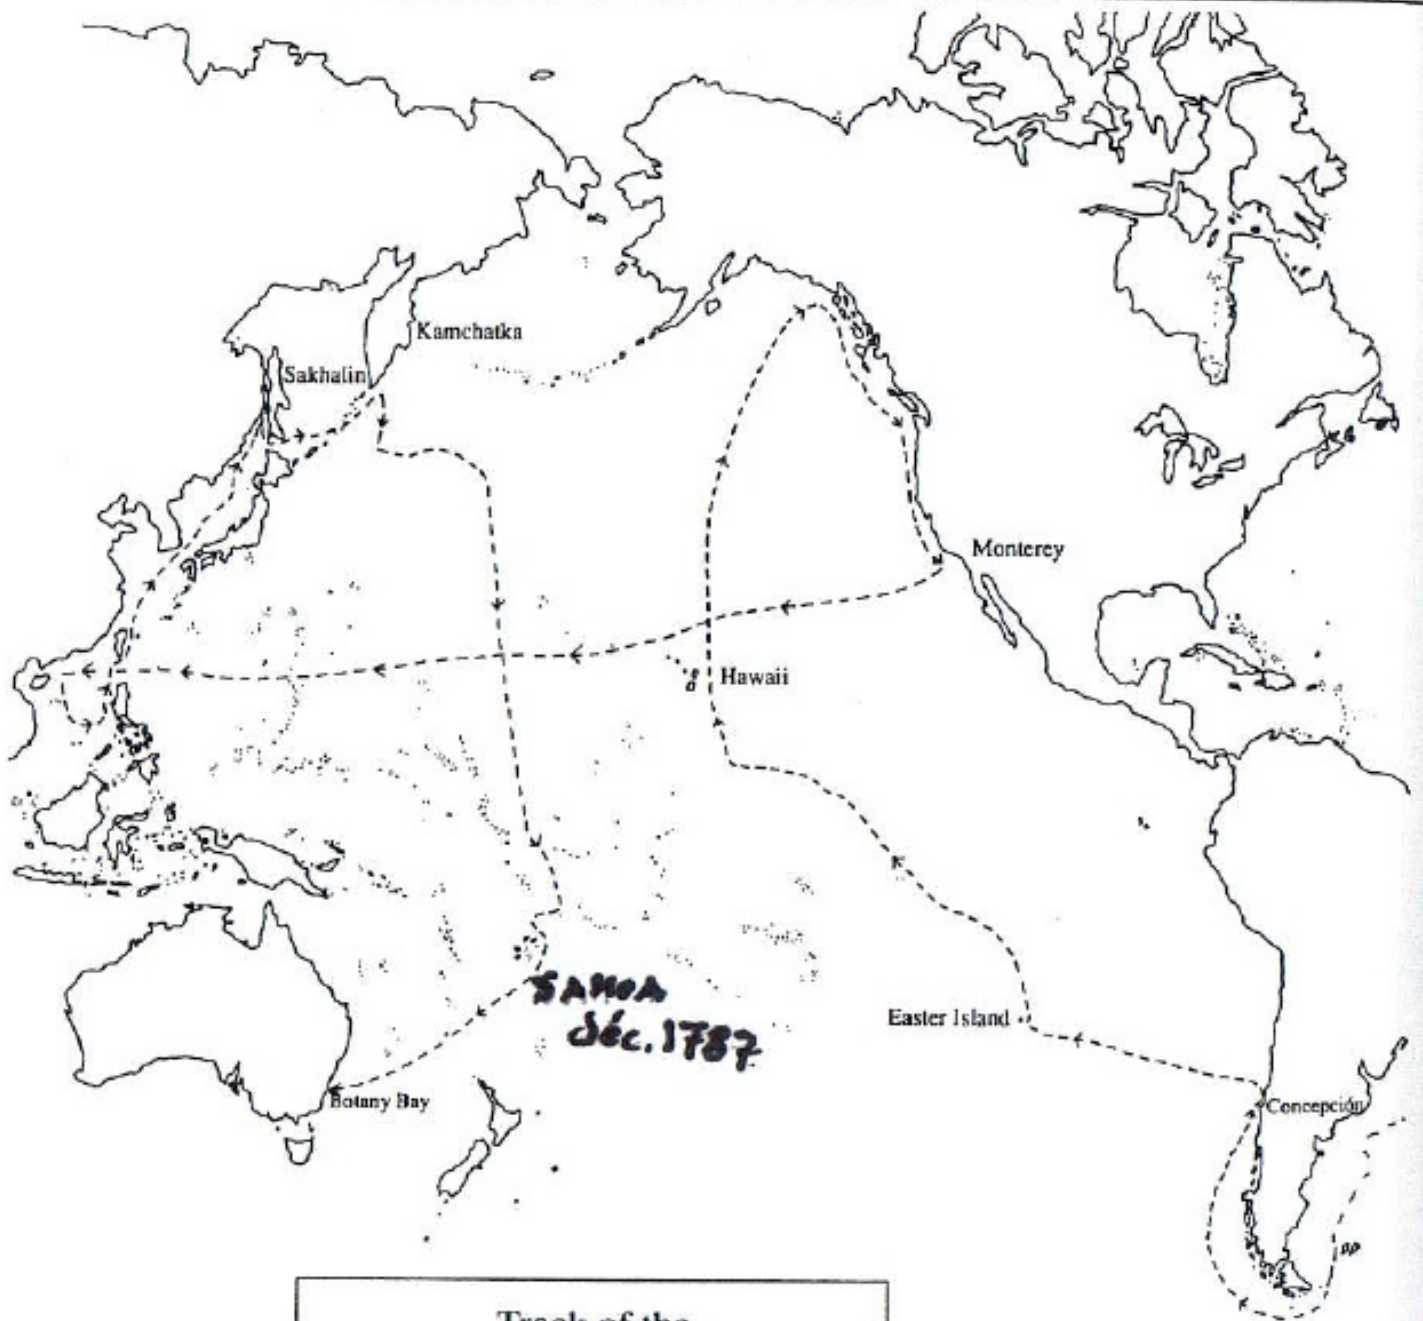 Kamchatka
Sakhalin
Monterey
Hawaii
SAMOA
déc. 1787
Easter Island
Botany Bay
Concepción
Track of the